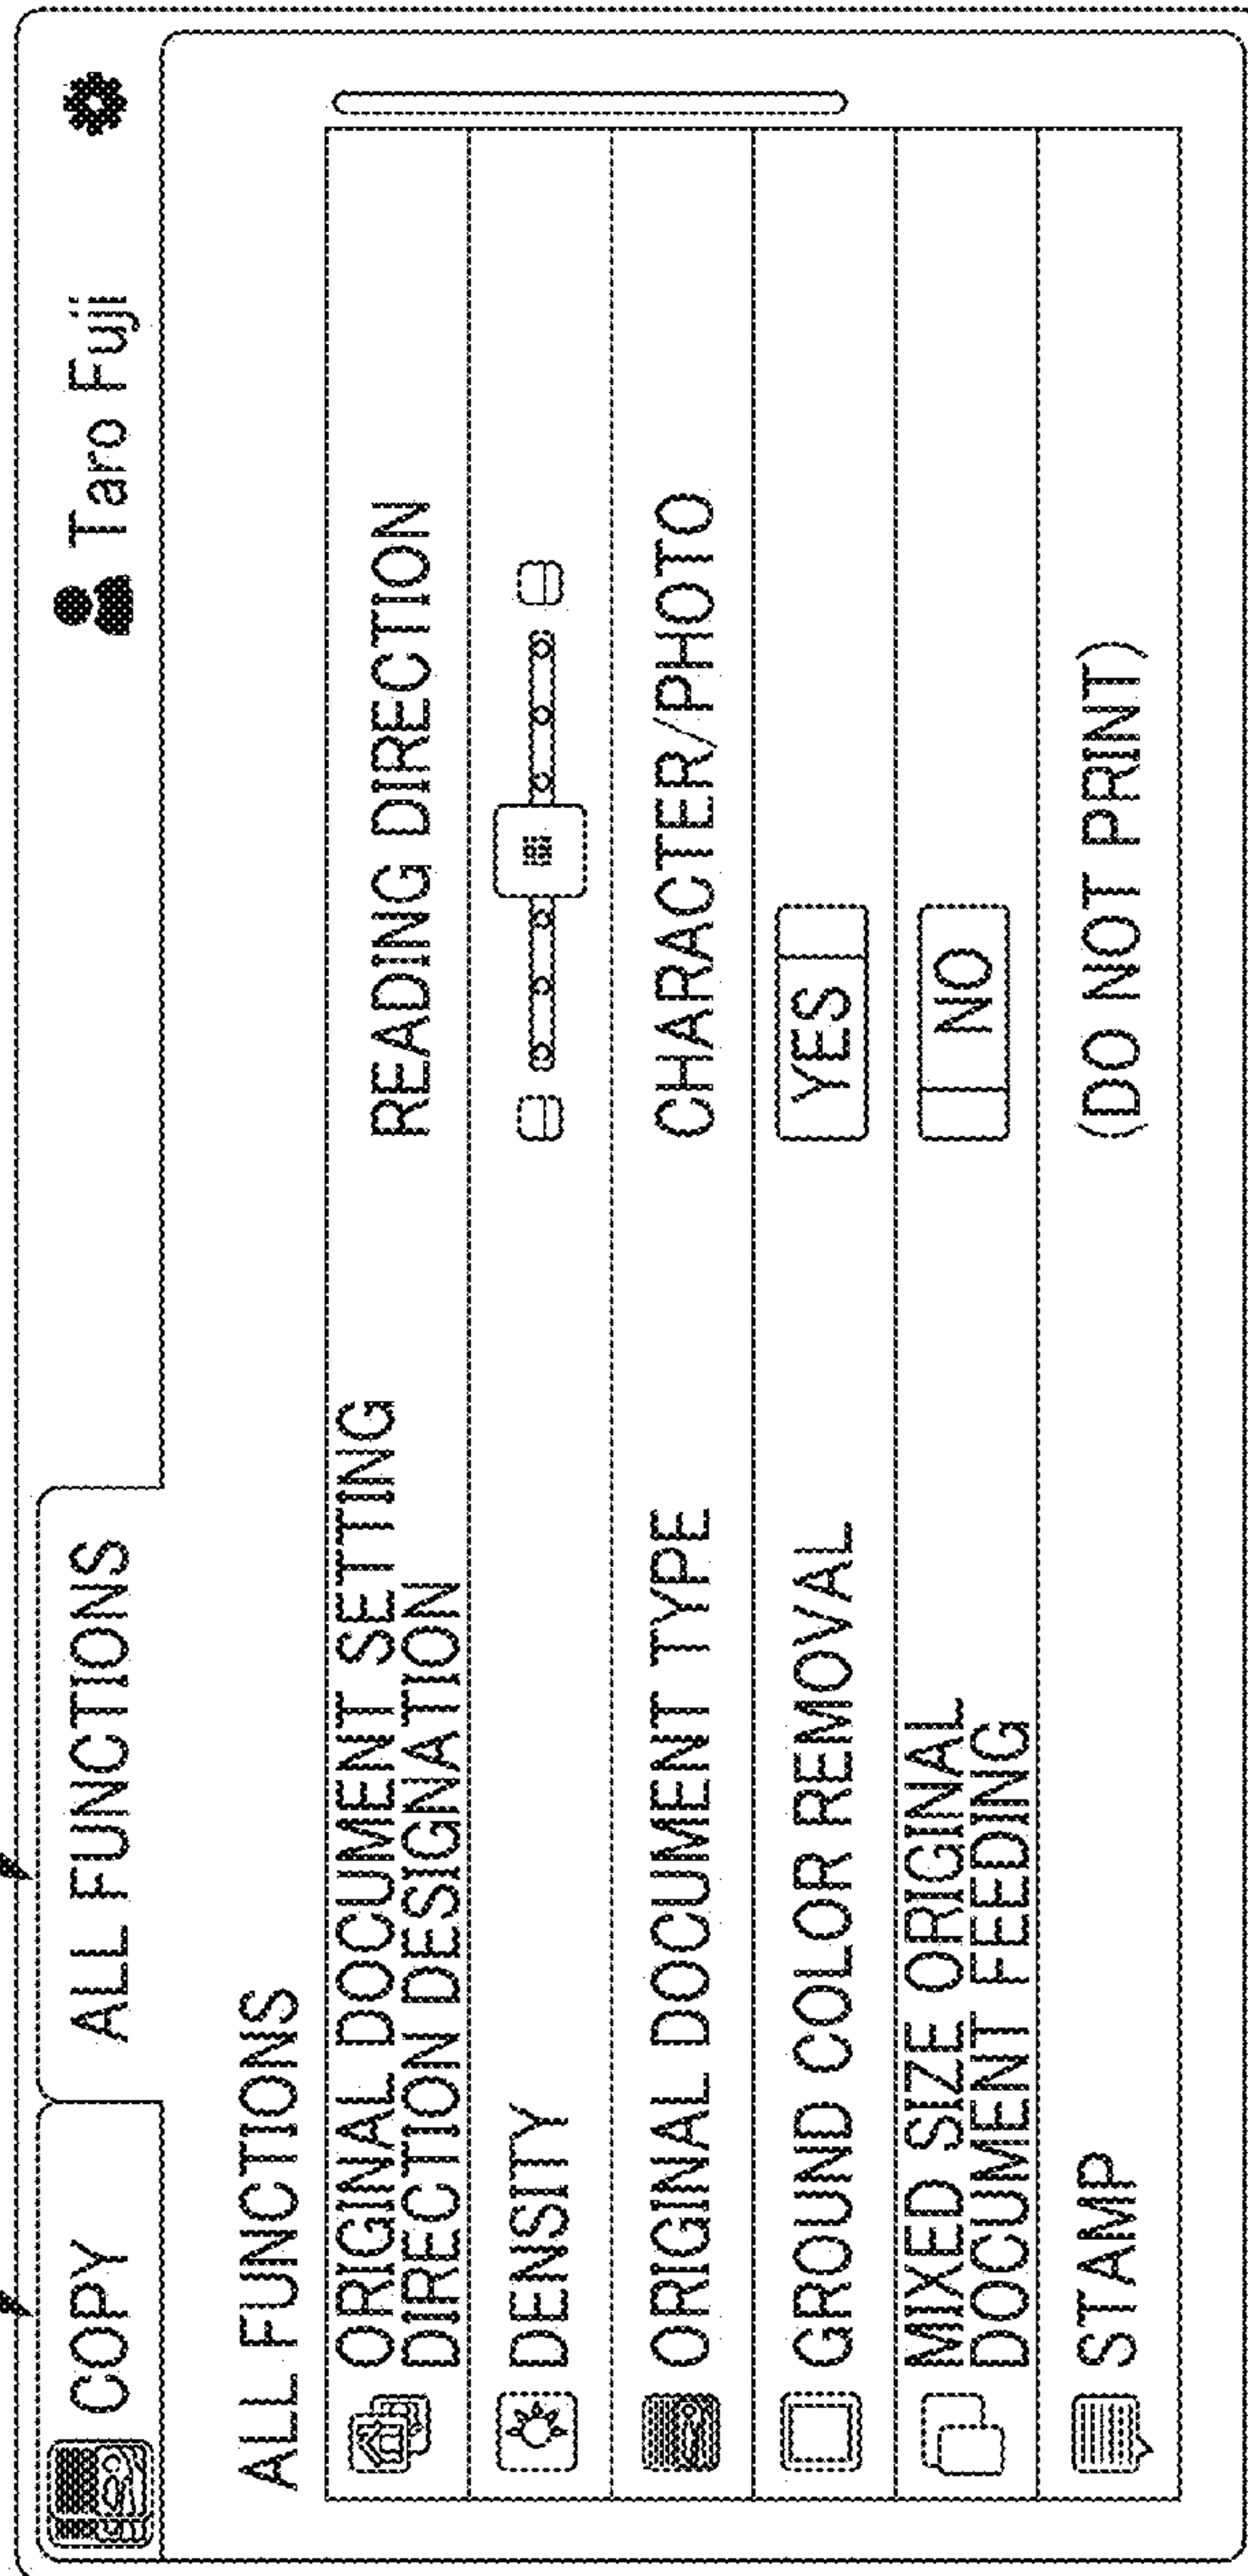 COPY
ALL FUNCTIONS
Taro Fuji
ALL FUNCTIONS
ORIGINAL DOCUMENT SETTING
DIRECTION DESIGNATION
READING DIRECTION
DENSITY
ORIGINAL DOCUMENT TYPE
CHARACTER/PHOTO
GROUND COLOR REMOVAL
YES
MIXED SIZE ORIGINAL
DOCUMENT FEEDING
NO
STAMP
(DO NOT PRINT)